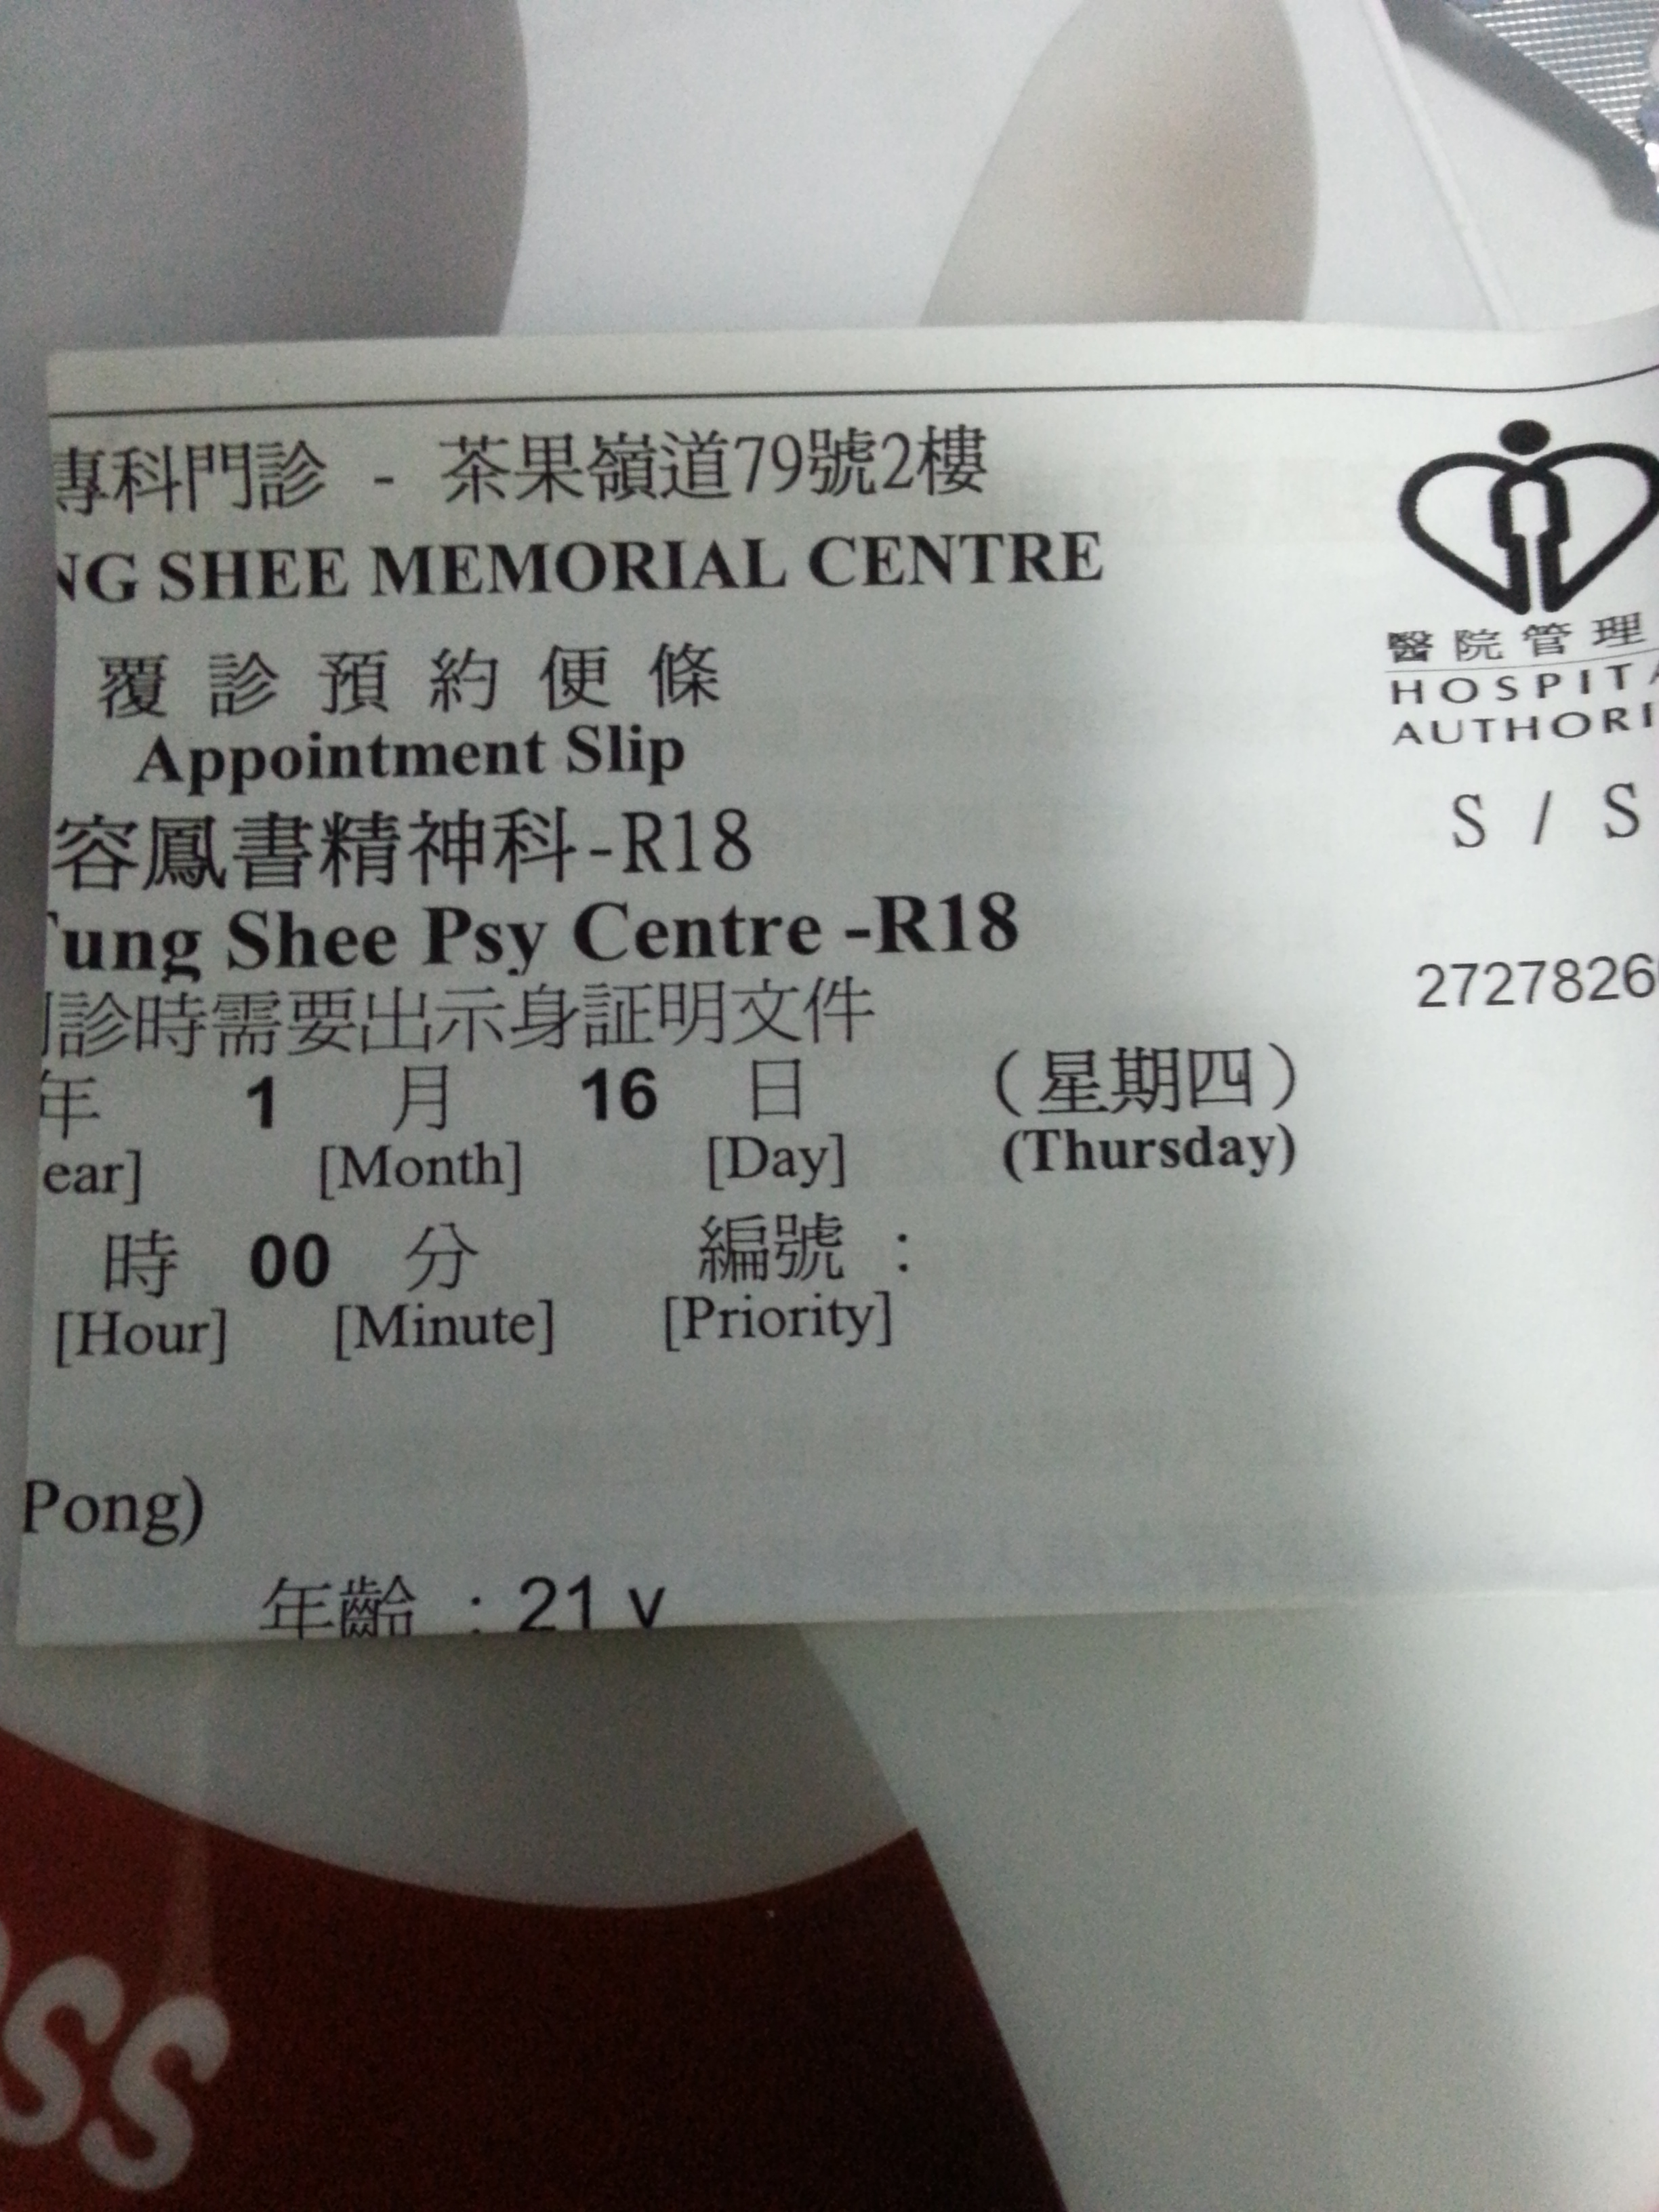 專科門診 - 茶果嶺道79號2樓
NG SHEE MEMORIAL CENTRE
醫院管理
HOSPITA
AUTHORI
覆診預約便條
Appointment Slip
S / S
容鳳書精神科-R18
ung Shee Psy Centre -R18
2727826
診時需要出示身証明文件
年 1 月 16 日 (星期四)
ear] [Month] [Day] (Thursday)
時 00 分 編號 :
[Hour] [Minute] [Priority]
Pong)
年齡 : 21 y
ss